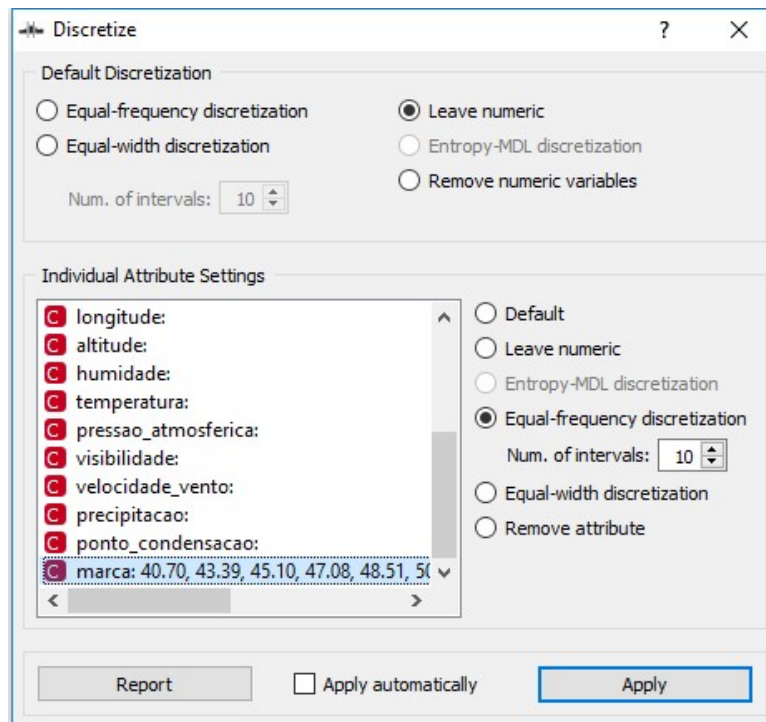 Discretize
?
Default Discretization
Equal-frequency discretization
Leave numeric
Equal-width discretization
Entropy-MDL discretization
Num. of intervals: 10
Remove numeric variables
Individual Attribute Settings
C longitude:
C altitude:
C humidade:
C temperatura:
C pressao_atmosferica:
C visibilidade:
C velocidade_vento:
C precipitacao:
C ponto_condensacao:
C marca: 40.70, 43.39, 45.10, 47.08, 48.51,
Default
Leave numeric
Entropy-MDL discretization
Equal-frequency discretization
Num. of intervals: 10
Equal-width discretization
Remove attribute
Report
Apply automatically
Apply